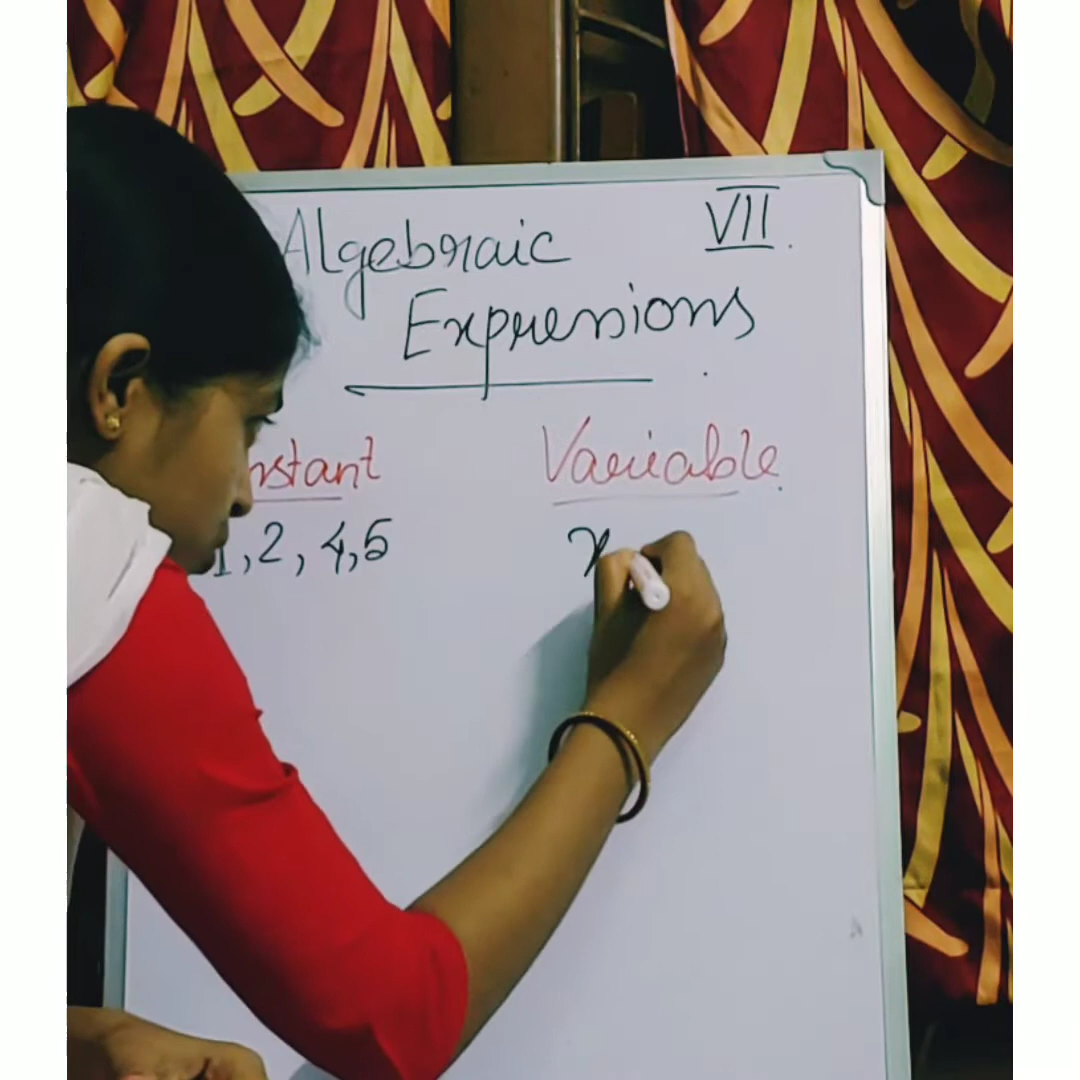 Algebraic VII
Expressions
nstant Variable
1, 2, 4, 5 x